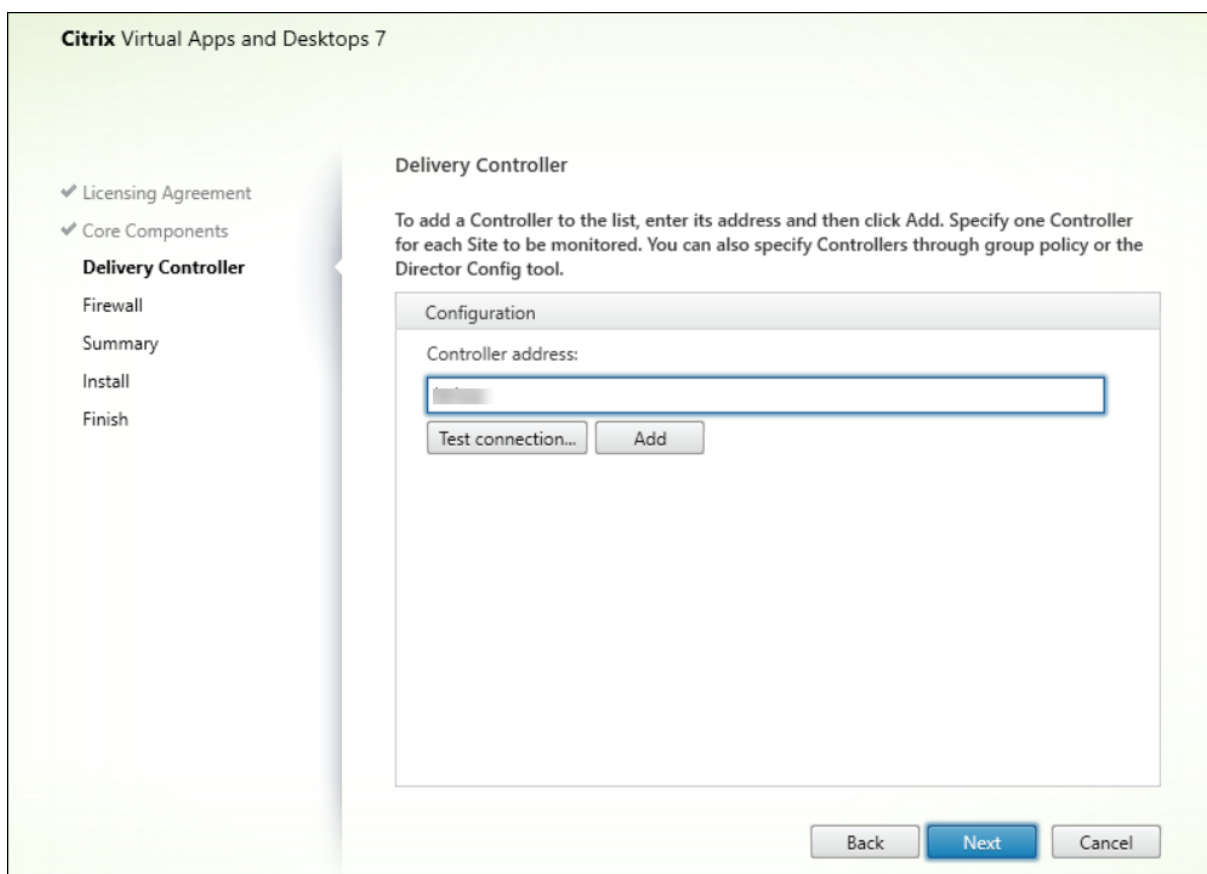 Citrix Virtual Apps and Desktops 7
Licensing Agreement
Core Components
Delivery Controller
Firewall
Summary
Install
Finish
Delivery Controller
To add a Controller to the list, enter its address and then click Add. Specify one Controller
for each Site to be monitored. You can also specify Controllers through group policy or the
Director Config tool.
Configuration
Controller address:
Test connection... Add
Back Next Cancel